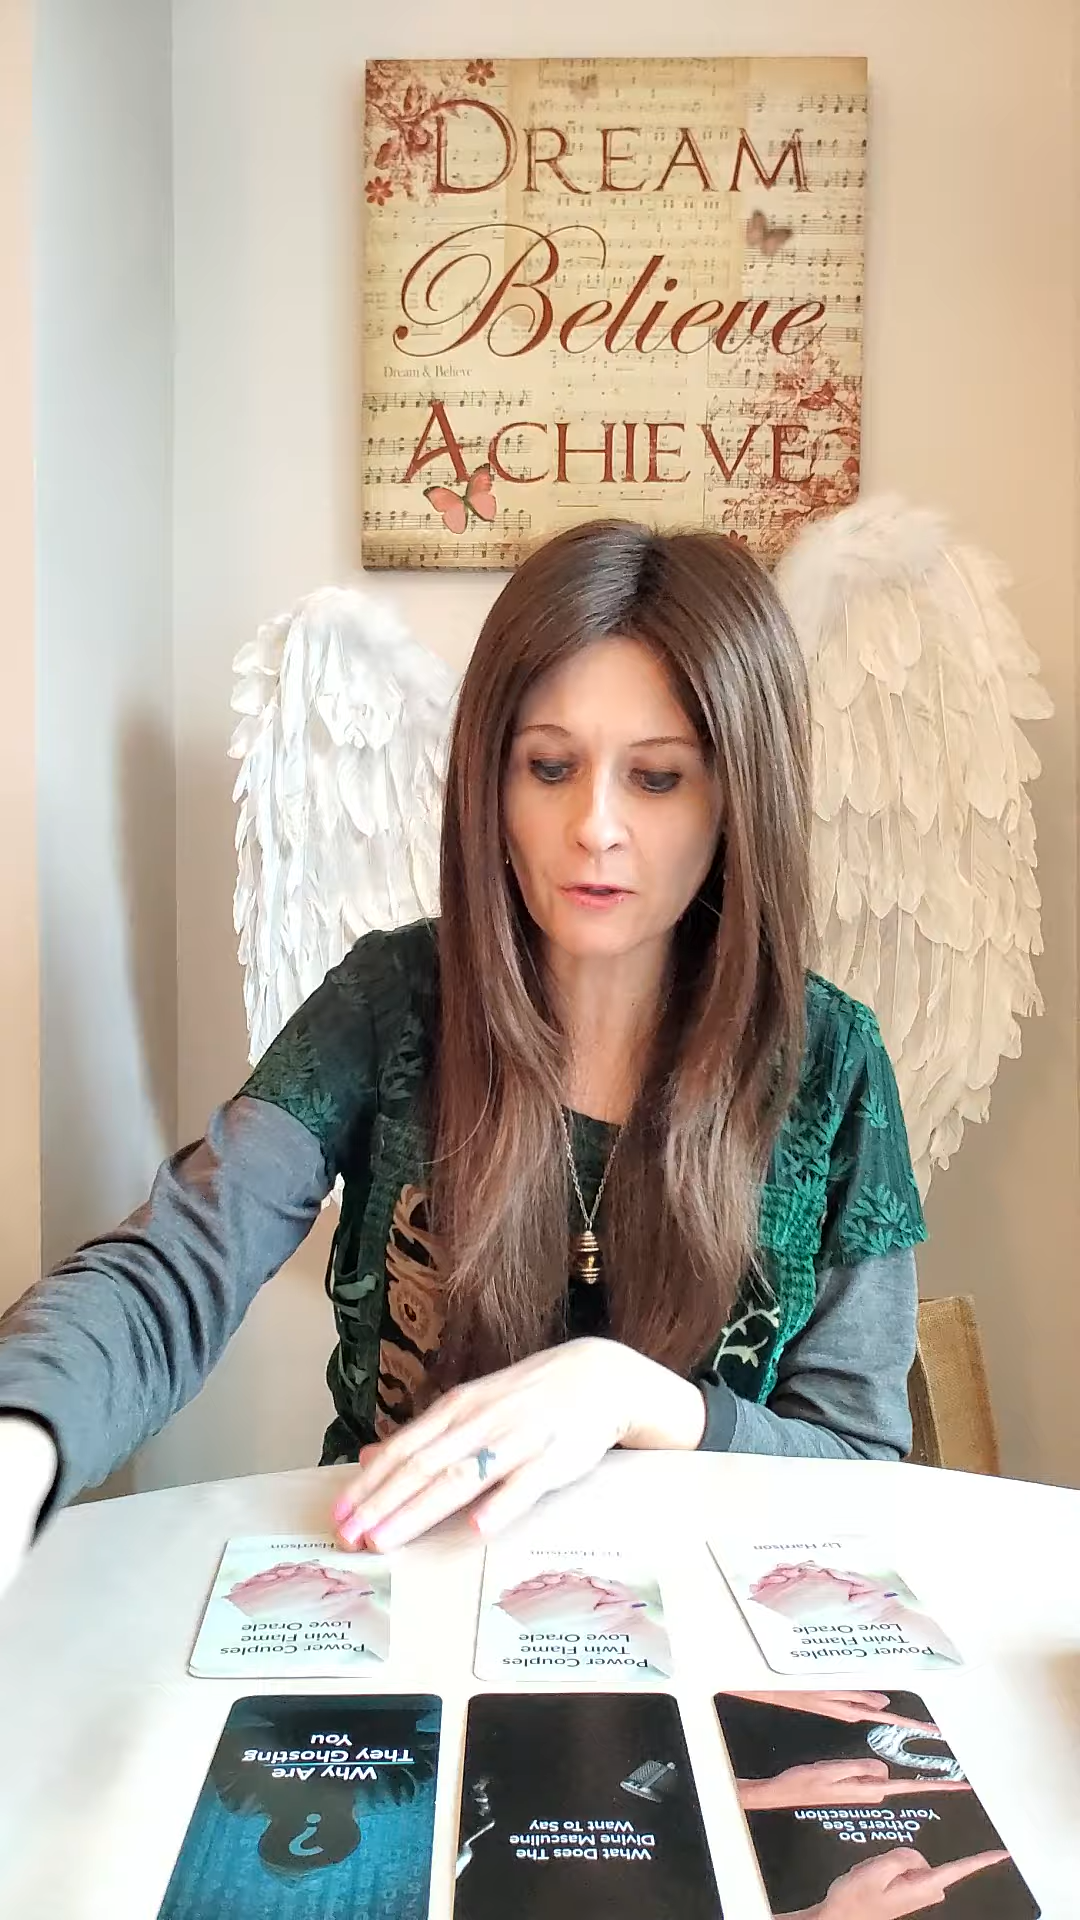 DREAM
Believe
Dream & Believe
ACHIEVE
Harrison
Love Oracle
Twin Flame
Power Couples
Liz Harrison
Love Oracle
Twin Flame
Power Couples
Liz Harrison
Love Oracle
Twin Flame
Power Couples
Why Are
They Ghosting
You
?
What Does The
Divine Masculine
Want To Say
How Do
Others See
Your Connection